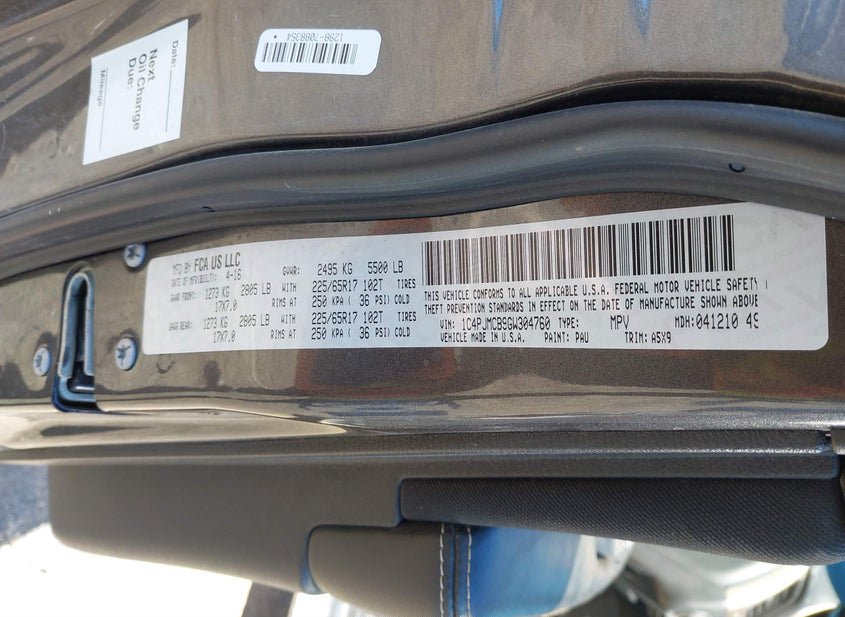 Date:
Next
Oil Change
Due:
Mileage:
1298-7088354
MFD BY FCA US LLC
DATE OF MFR(BUILT): 4-16 GVWR: 2495 KG 5500 LB
GAWR FRONT: 1273 KG 2805 LB WITH 225/65R17 102T TIRES
17X7.0 RIMS AT 250 KPA( 36 PSI) COLD
GAWR REAR: 1273 KG 2805 LB WITH 225/65R17 102T TIRES
17X7.0 RIMS AT 250 KPA( 36 PSI) COLD
THIS VEHICLE CONFORMS TO ALL APPLICABLE U.S.A. FEDERAL MOTOR VEHICLE SAFETY
THEFT PREVENTION STANDARDS IN EFFECT ON THE DATE OF MANUFACTURE SHOWN ABOVE
VIN: 1C4PJMCB9GW304760 TYPE: MPV MDH:041210 49
VEHICLE MADE IN U.S.A. PAINT: PAU TRIM: A5X9